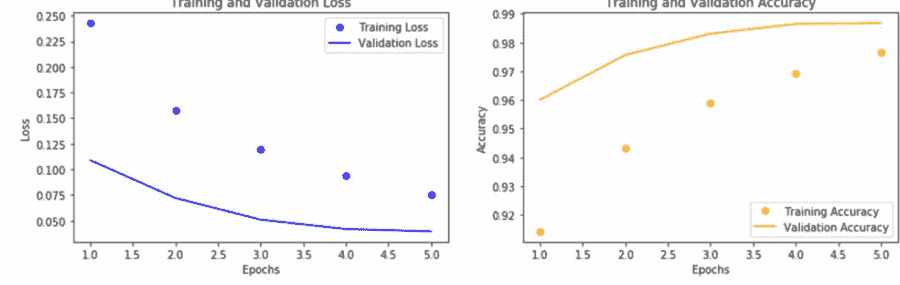 Training and Validation Loss
0.250
0.225
0.200
0.175
0.150
0.125
0.100
0.075
0.050
Loss
Training Loss
Validation Loss
1.0 1.5 2.0 2.5 3.0 3.5 4.0 4.5 5.0
Epochs
Training and Validation Accuracy
0.99
0.98
0.97
0.96
0.95
0.94
0.93
0.92
Accuracy
Training Accuracy
Validation Accuracy
1.0 1.5 2.0 2.5 3.0 3.5 4.0 4.5 5.0
Epochs